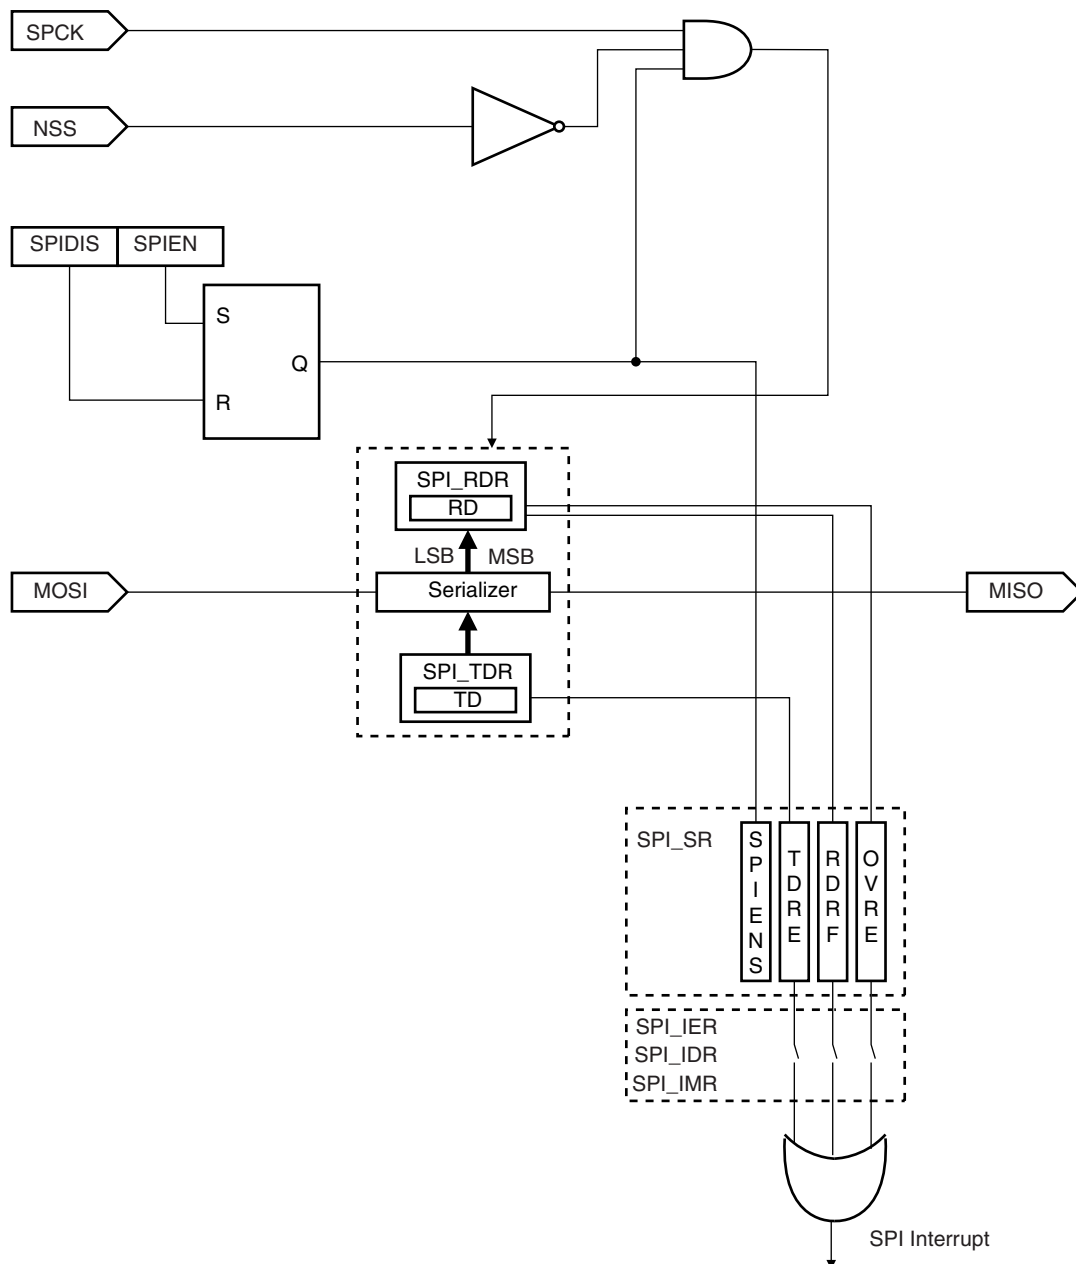 SPCK
NSS
SPIDIS
SPIEN
S
Q
R
SPI_RDR
RD
LSB
MSB
MOSI
Serializer
MISO
SPI_TDR
TD
SPI_SR
SPIENS
TDRE
RDRF
OVRE
SPI_IER
SPI_IDR
SPI_IMR
SPI Interrupt